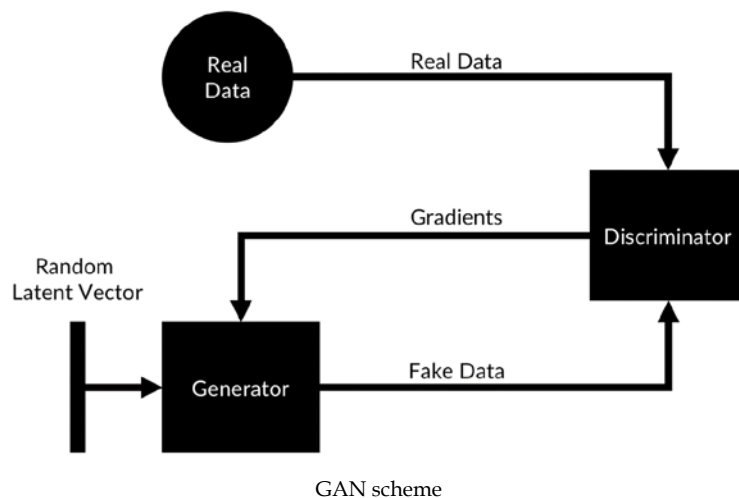 Real
Data
Real Data
Gradients
Discriminator
Random
Latent Vector
Generator
Fake Data
GAN scheme